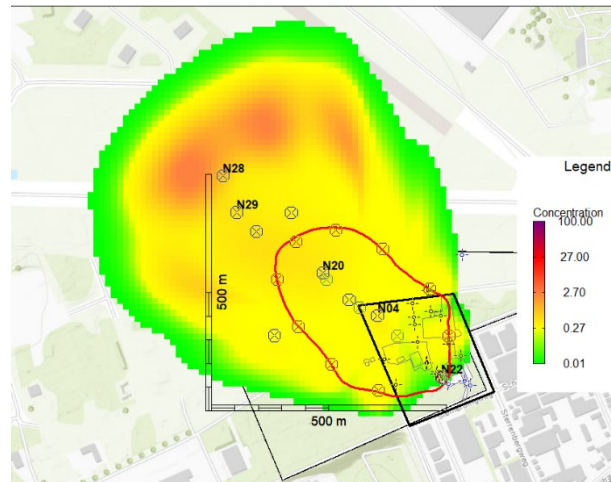 Legend
N28
Concentration
N29
100.00
27.00
N20
2.70
500 m
N04
0.27
N22
0.01
500 m
Sterrenbergweg